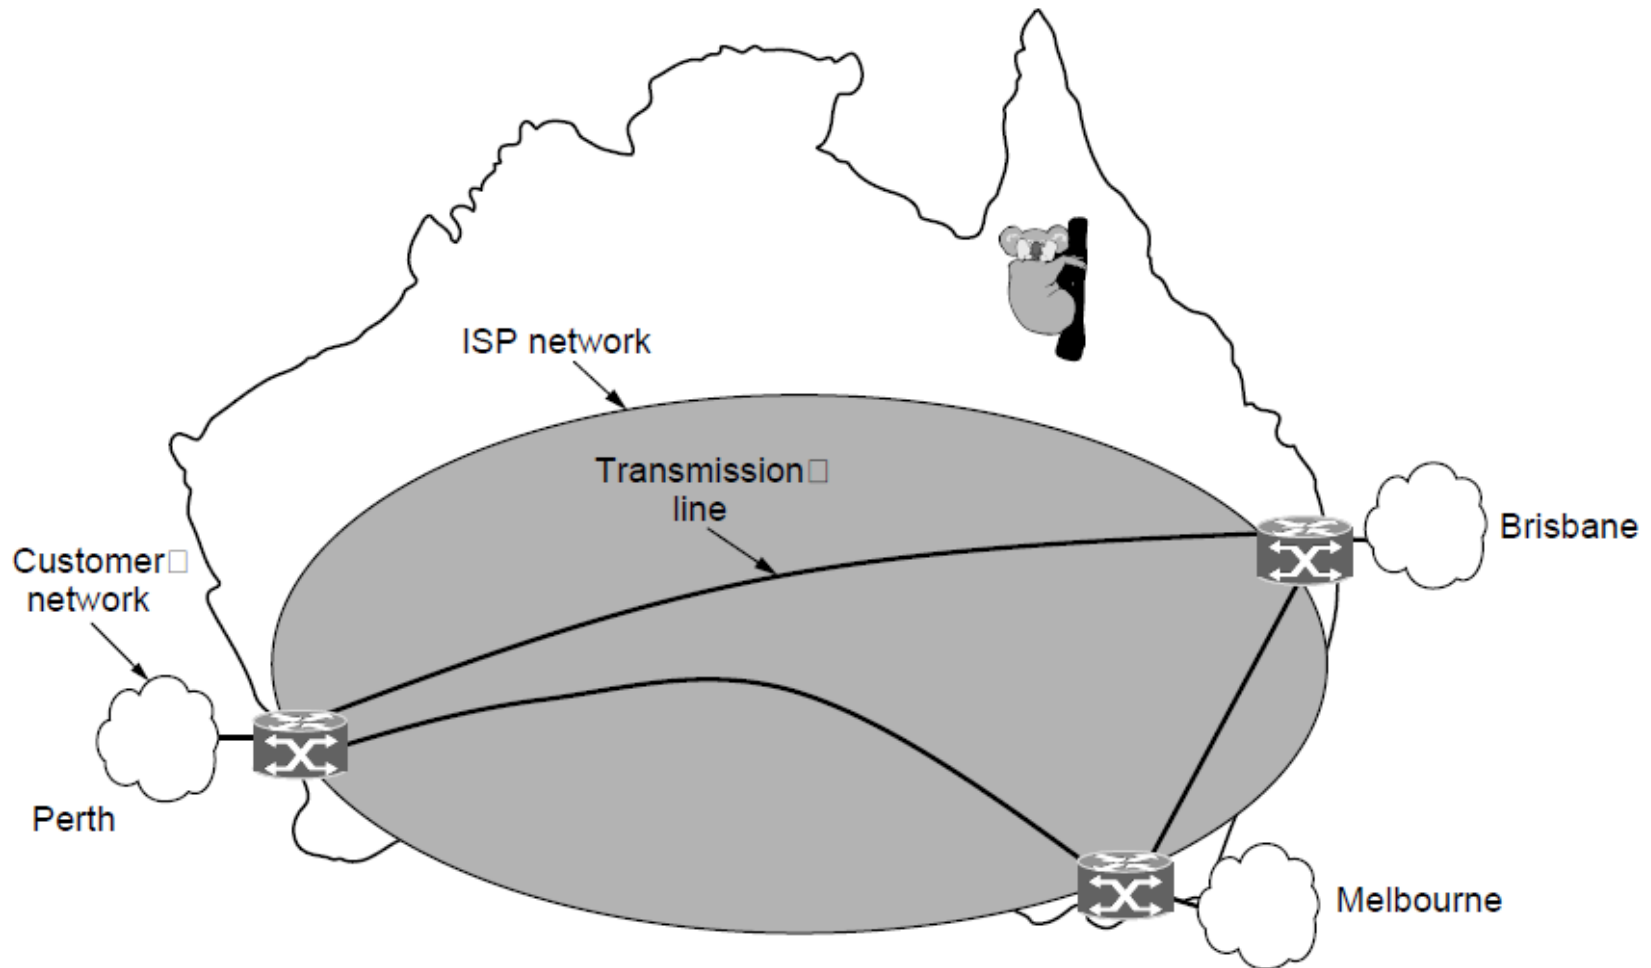 ISP network
Transmission□
line
Customer□
network
Brisbane
Perth
Melbourne